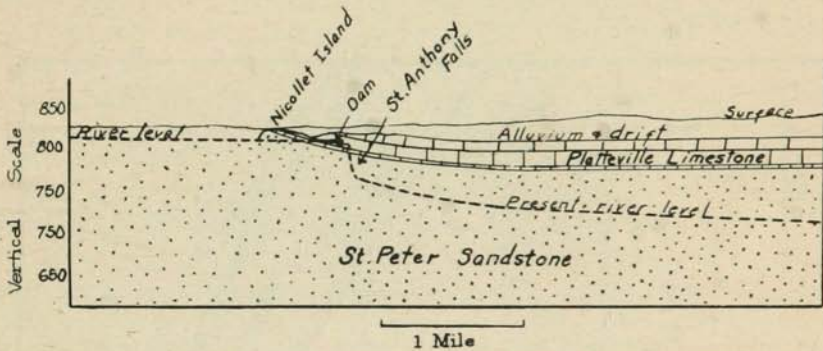 Nicollet Island
Dam
St. Anthony
Falls
850
800
750
750
680
Vertical Scale
River level
Surface
Alluvium & drift
Platteville Limestone
Present river level
St. Peter Sandstone
1 Mile